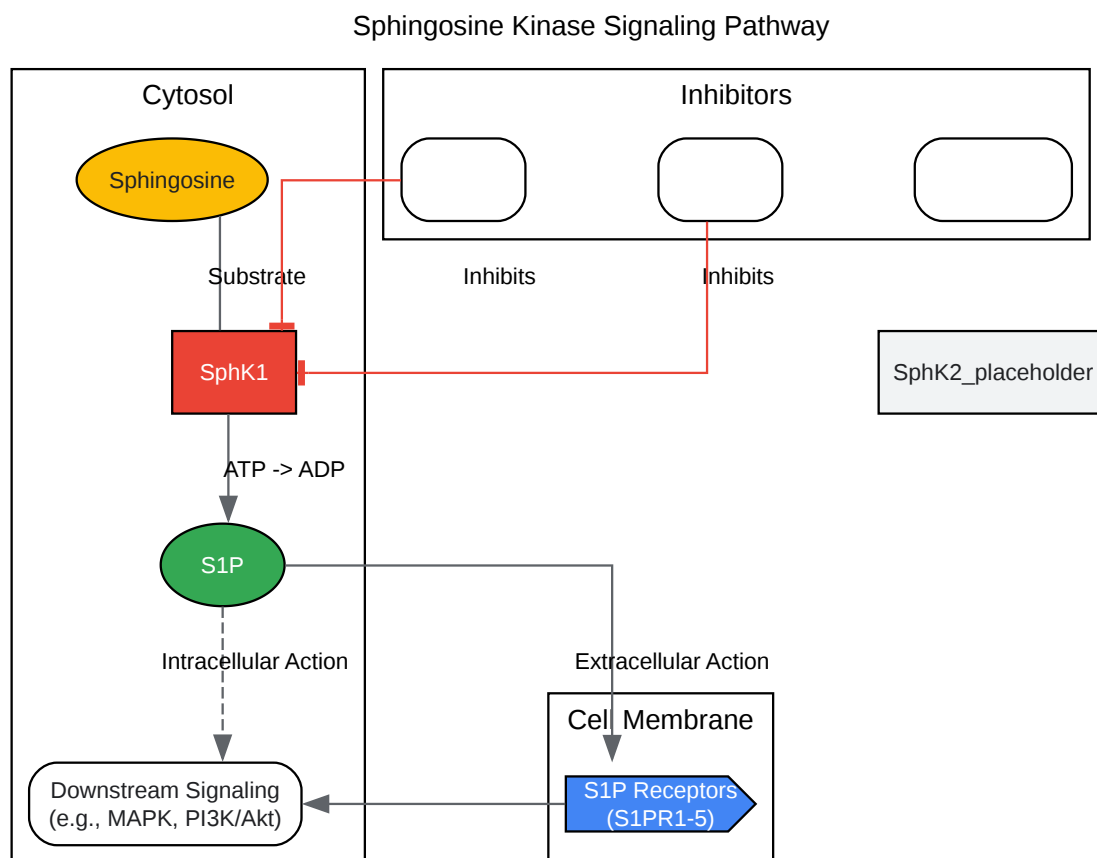 Sphingosine Kinase Signaling Pathway
Cytosol
Inhibitors
Sphingosine
Substrate
Inhibits
Inhibits
SphK1
SphK2_placeholder
ATP -> ADP
S1P
Intracellular Action
Extracellular Action
Cell Membrane
Downstream Signaling
(e.g., MAPK, PI3K/Akt)
S1P Receptors
(S1PR1-5)